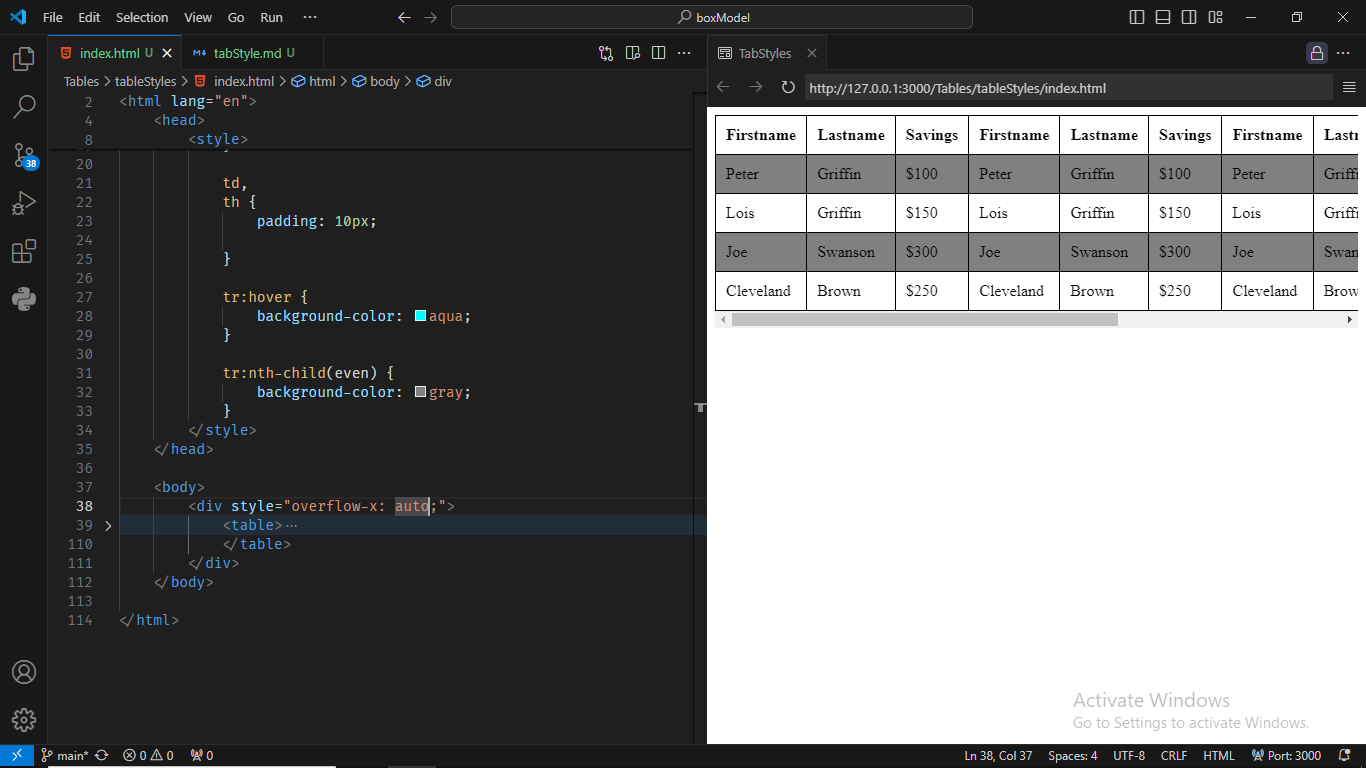 File Edit Selection View Go Run ···
boxModel
index.html U
tabStyle.md U
Tables > tableStyles > index.html > html > body > div
2 <html lang="en">
4 <head>
8 <style>
20
21 td,
22 th {
23 padding: 10px;
24
25 }
26
27 tr:hover {
28 background-color: aqua;
29 }
30
31 tr:nth-child(even) {
32 background-color: gray;
33 }
34 </style>
35 </head>
36
37 <body>
38 <div style="overflow-x: auto;">
39 <table>···
110 </table>
111 </div>
112 </body>
113
114 </html>
TabStyles
http://127.0.0.1:3000/Tables/tableStyles/index.html
Firstname Lastname Savings Firstname Lastname Savings Firstname Lastr
Peter Griffin $100 Peter Griffin $100 Peter Griffi
Lois Griffin $150 Lois Griffin $150 Lois Griffi
Joe Swanson $300 Joe Swanson $300 Joe Swan
Cleveland Brown $250 Cleveland Brown $250 Cleveland Brow
Activate Windows
Go to Settings to activate Windows.
38
main* 0 0 0
Ln 38, Col 37 Spaces: 4 UTF-8 CRLF HTML Port: 3000